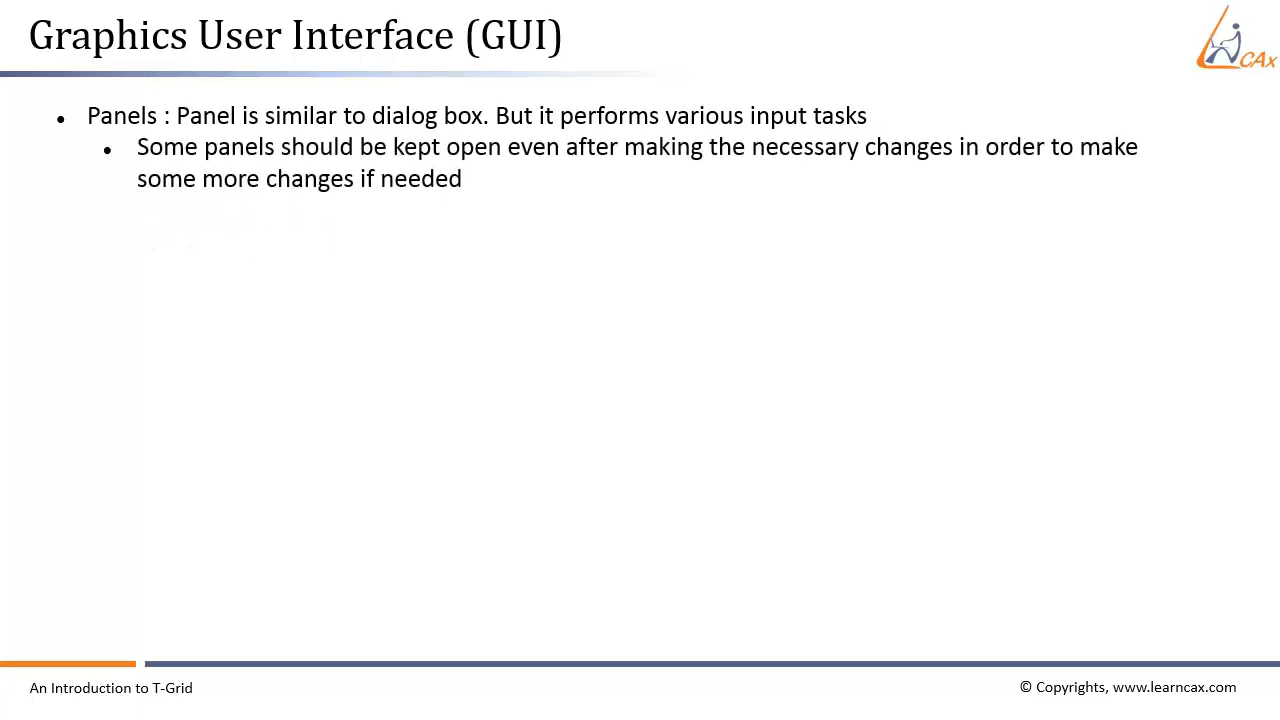 Graphics User Interface (GUI)
CAx
• Panels : Panel is similar to dialog box. But it performs various input tasks
• Some panels should be kept open even after making the necessary changes in order to make
some more changes if needed
An Introduction to T-Grid
© Copyrights, www.learncax.com